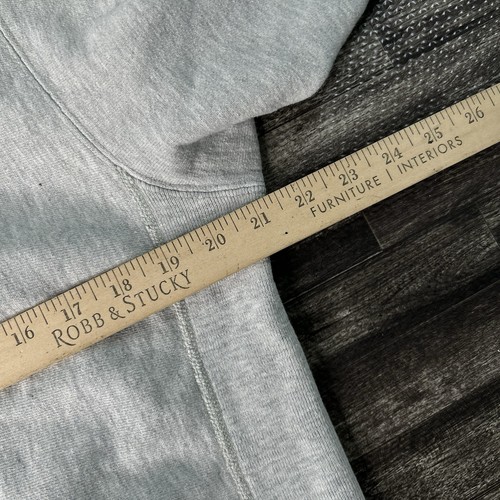 16 17 18 19 20 21 22 23 24 25 26
ROBB & STUCKY
FURNITURE | INTERIORS